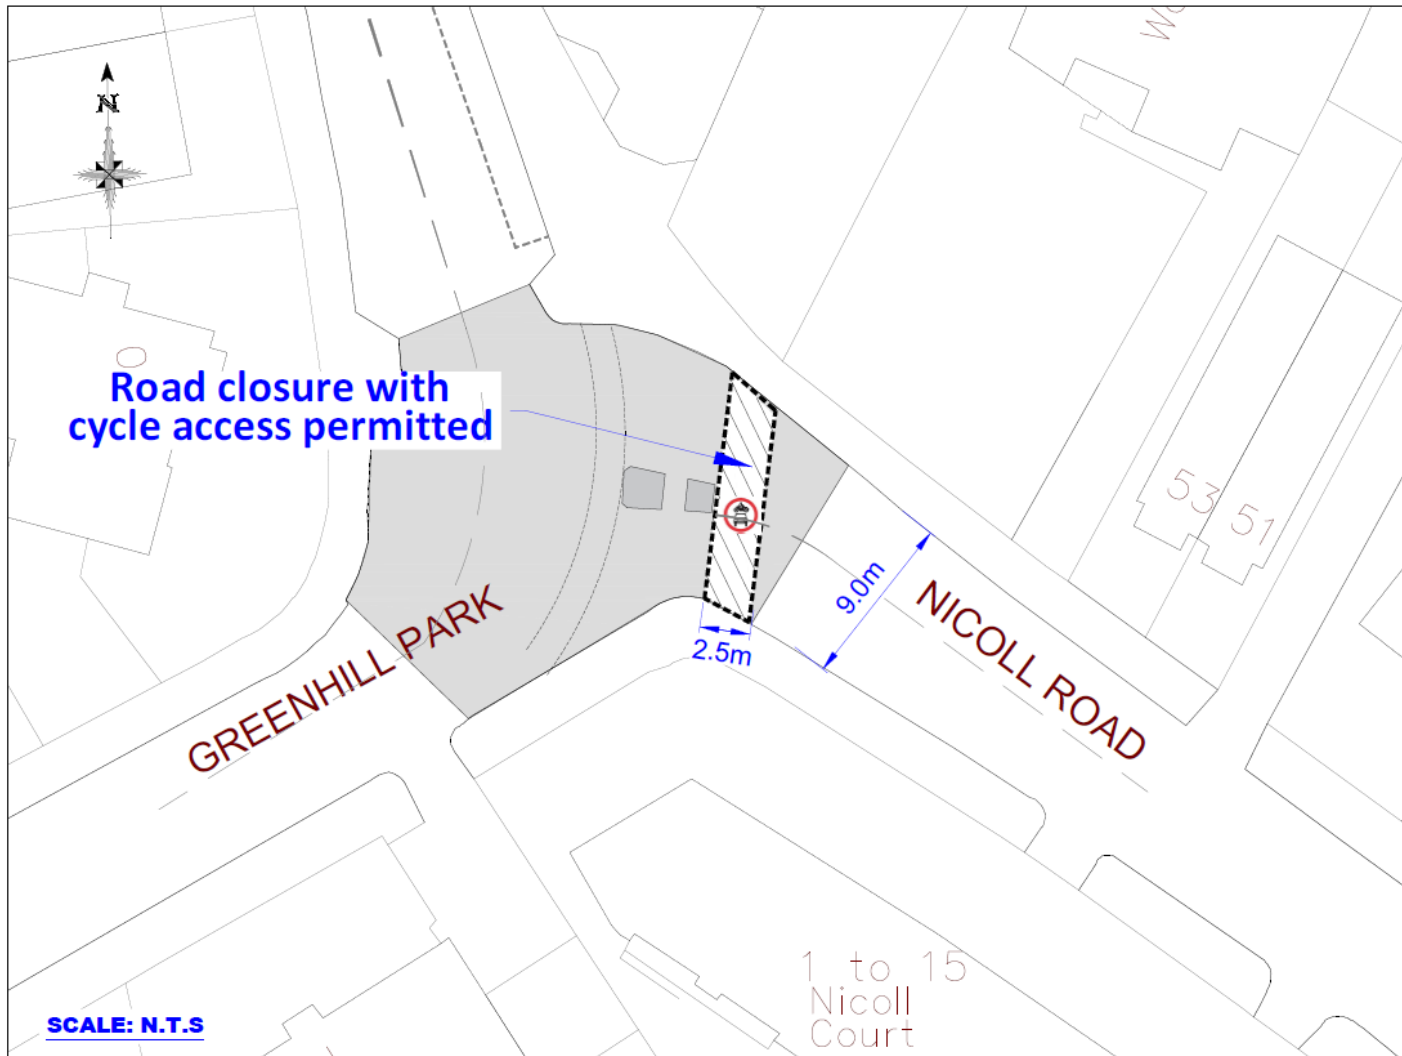 N
Road closure with
cycle access permitted
53 51
9.0m
NICOLL ROAD
2.5m
GREENHILL PARK
1 to 15
Nicoll
Court
SCALE: N.T.S